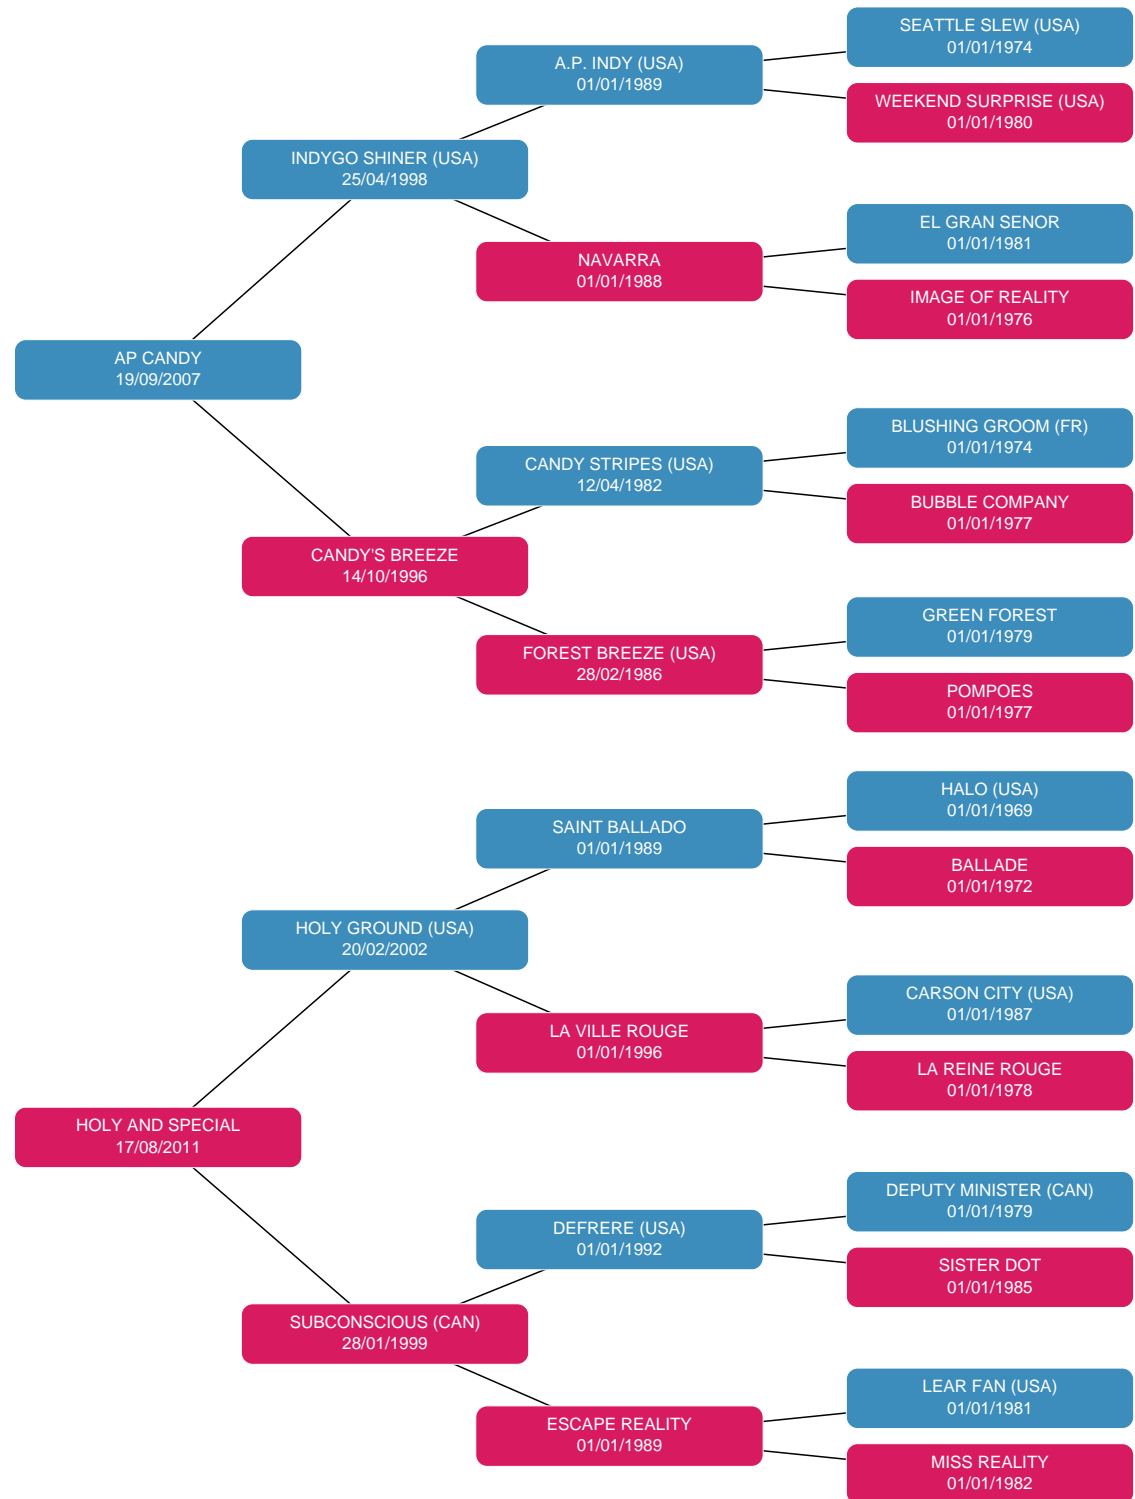 SEATTLE SLEW (USA)
01/01/1974
A.P. INDY (USA)
01/01/1989
WEEKEND SURPRISE (USA)
01/01/1980
INDYGO SHINER (USA)
25/04/1998
EL GRAN SENOR
01/01/1981
NAVARRA
01/01/1988
IMAGE OF REALITY
01/01/1976
AP CANDY
19/09/2007
BLUSHING GROOM (FR)
01/01/1974
CANDY STRIPES (USA)
12/04/1982
BUBBLE COMPANY
01/01/1977
CANDY'S BREEZE
14/10/1996
GREEN FOREST
01/01/1979
FOREST BREEZE (USA)
28/02/1986
POMPOES
01/01/1977
HALO (USA)
01/01/1969
SAINT BALLADO
01/01/1989
BALLADE
01/01/1972
HOLY GROUND (USA)
20/02/2002
CARSON CITY (USA)
01/01/1987
LA VILLE ROUGE
01/01/1996
LA REINE ROUGE
01/01/1978
HOLY AND SPECIAL
17/08/2011
DEPUTY MINISTER (CAN)
01/01/1979
DEFRERE (USA)
01/01/1992
SISTER DOT
01/01/1985
SUBCONSCIOUS (CAN)
28/01/1999
LEAR FAN (USA)
01/01/1981
ESCAPE REALITY
01/01/1989
MISS REALITY
01/01/1982